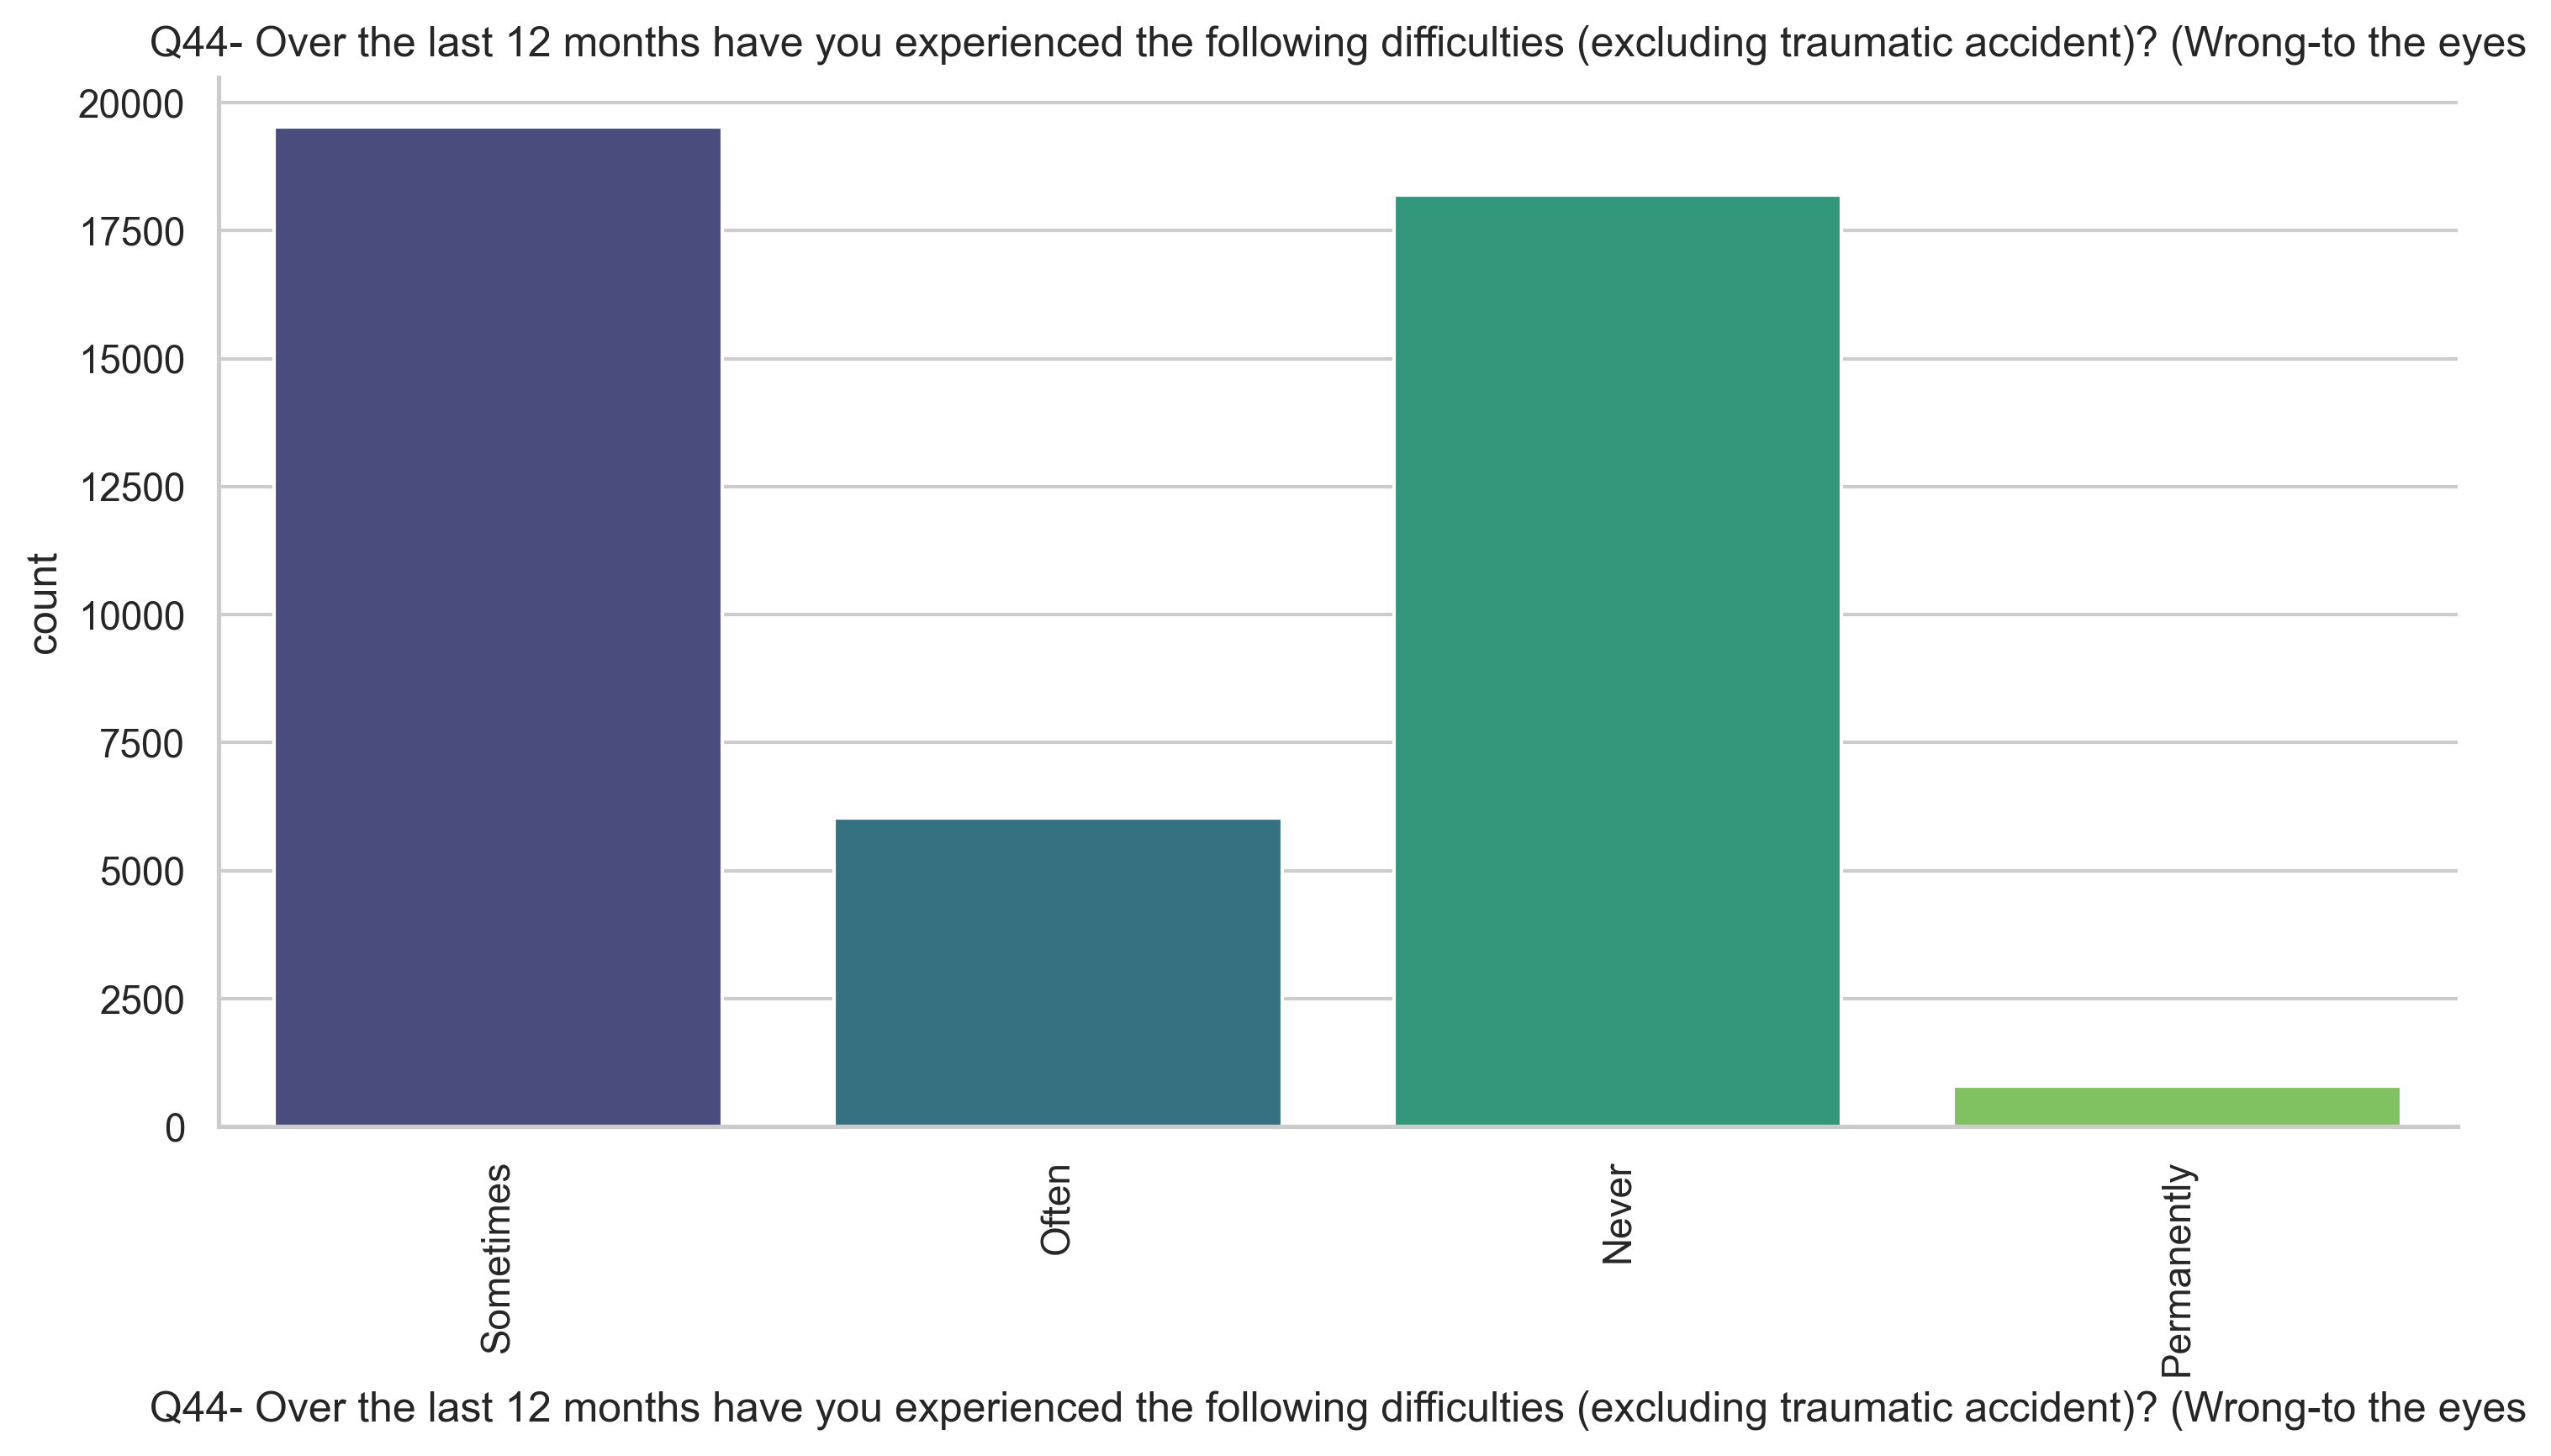 Q44- Over the last 12 months have you experienced the following difficulties (excluding traumatic accident)? (Wrong-to the eyes
20000
17500
15000
12500
10000
7500
5000
2500
0
count
Sometimes
Often
Never
Permanently
Q44- Over the last 12 months have you experienced the following difficulties (excluding traumatic accident)? (Wrong-to the eyes